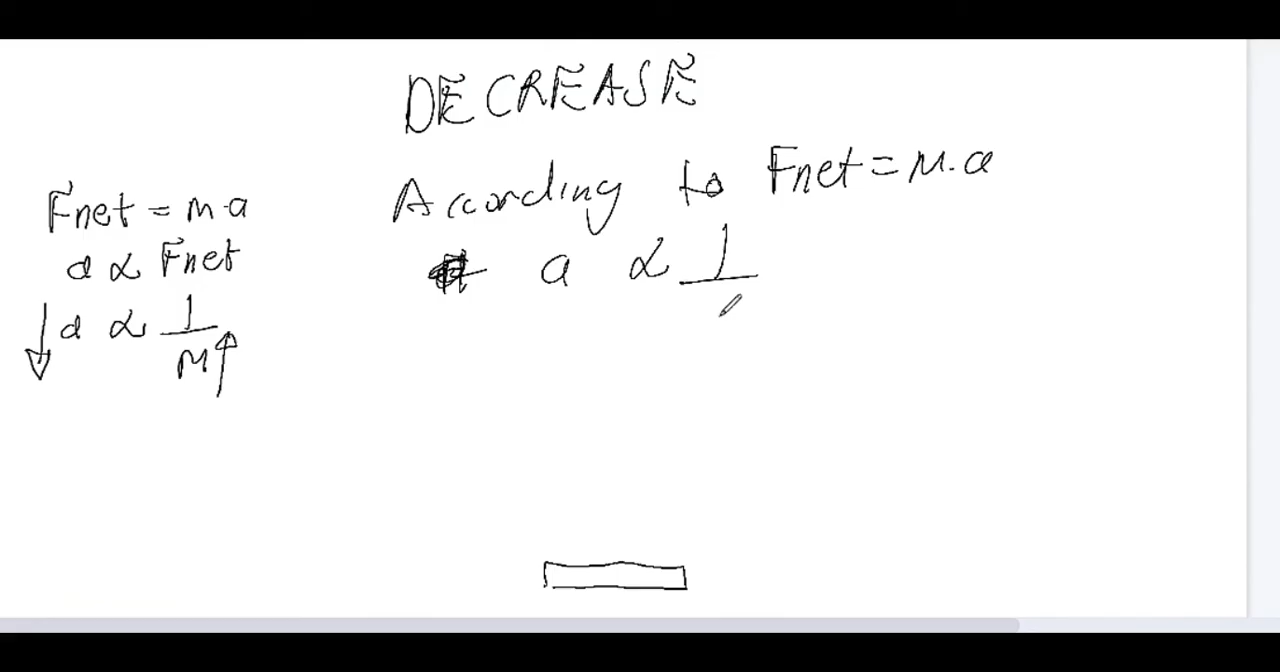 DECREASE
According to Fnet = M.a
a ∝ 1
Fnet = m.a
a ∝ Fnet
a ∝ 1/M